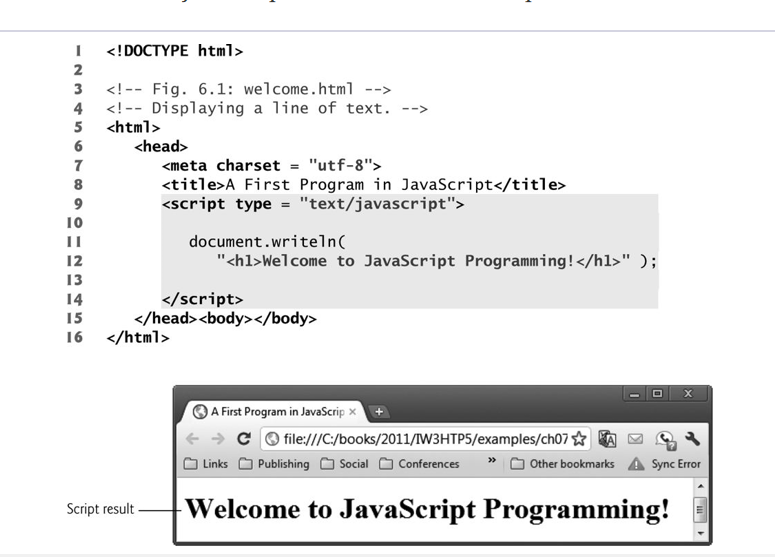 1 <!DOCTYPE html>
2
3 <!-- Fig. 6.1: welcome.html -->
4 <!-- Displaying a line of text. -->
5 <html>
6 <head>
7 <meta charset = "utf-8">
8 <title>A First Program in JavaScript</title>
9 <script type = "text/javascript">
10
11 document.writeln(
12 "<h1>Welcome to JavaScript Programming!</h1>" );
13
14 </script>
15 </head><body></body>
16 </html>
A First Program in JavaScrip
file:///C:/books/2011/IW3HTP5/examples/ch07
Links Publishing Social Conferences » Other bookmarks Sync Error
Script result Welcome to JavaScript Programming!